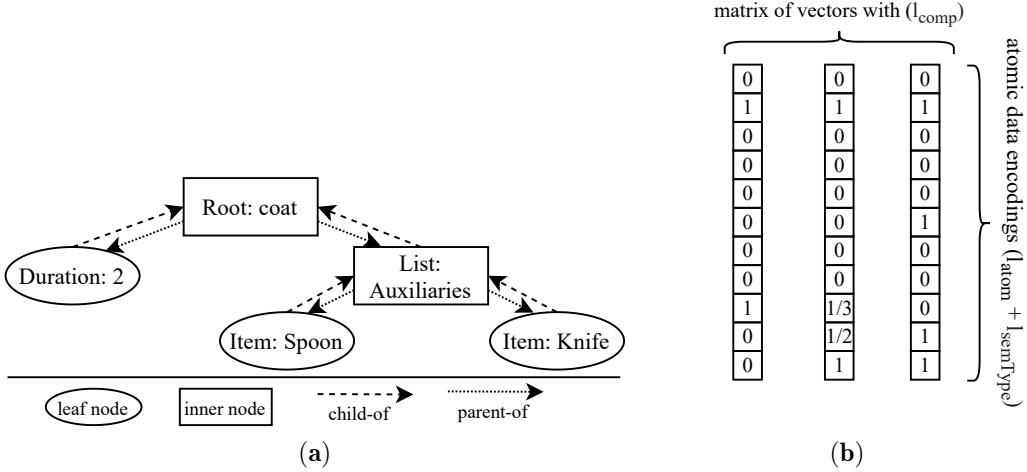 Root: coat
Duration: 2
List:
Auxiliaries
Item: Spoon
Item: Knife
leaf node
inner node
child-of
parent-of
(a)
matrix of vectors with (l_comp)
0 0 0
1 1 1
0 0 0
0 0 0
0 0 0
0 0 1
0 0 0
0 0 0
1 1/3 0
0 1/2 1
0 1 1
atomic data encodings (l_atom + l_semType)
(b)